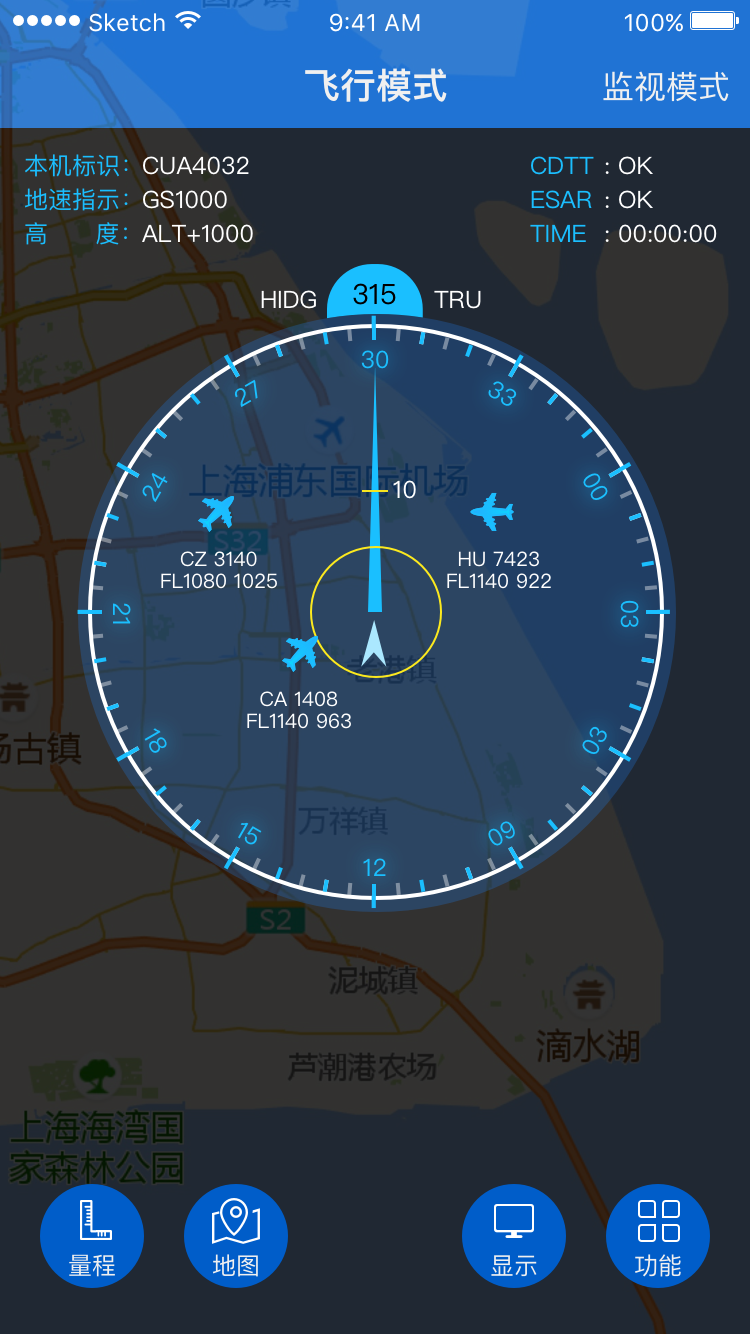 Sketch 9:41 AM 100%
飞行模式 监视模式
本机标识：CUA4032 CDTT : OK
地速指示：GS1000 ESAR : OK
高 度：ALT+1000 TIME : 00:00:00
HIDG 315 TRU
30
27 33
上海浦东国际机场
24 00
10
S32
CZ 3140 HU 7423
FL1080 1025 FL1140 922
21 03
老港镇
CA 1408
FL1140 963
18 03
场古镇
万祥镇
15 09
12
S2
泥城镇
滴水湖
芦潮港农场
上海海湾国
家森林公园
量程 地图 显示 功能